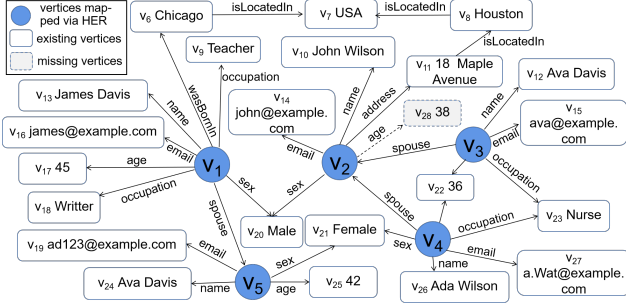 vertices map-
ped via HER
existing vertices
missing vertices
v6 Chicago
isLocatedIn
v7 USA
isLocatedIn
v8 Houston
v9 Teacher
v10 John Wilson
isLocatedIn
v11 18 Maple
Avenue
v12 Ava Davis
v13 James Davis
wasBornIn
occupation
name
v14
john@example.
com
name
address
v28 38
age
name
v15
ava@example.
com
v16 james@example.com
email
email
email
v17 45
age
v1
v2
spouse
v3
occupation
v18 Writter
occupation
sex
sex
v22 36
spouse
spouse
v20 Male
v21 Female
occupation
v23 Nurse
v19 ad123@example.com
email
sex
sex
v4
email
v27
a.Wat@example.
com
name
v24 Ava Davis
name
v5
age
v25 42
v26 Ada Wilson